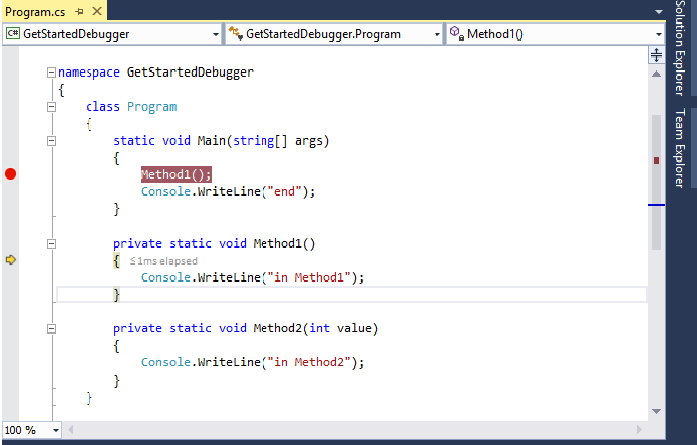 Program.cs
GetStartedDebugger
GetStartedDebugger.Program
Method1()
namespace GetStartedDebugger
{
class Program
{
static void Main(string[] args)
{
Method1();
Console.WriteLine("end");
}
private static void Method1()
{ ≤1ms elapsed
Console.WriteLine("in Method1");
}
private static void Method2(int value)
{
Console.WriteLine("in Method2");
}
}
100 %
Solution Explorer
Team Explorer